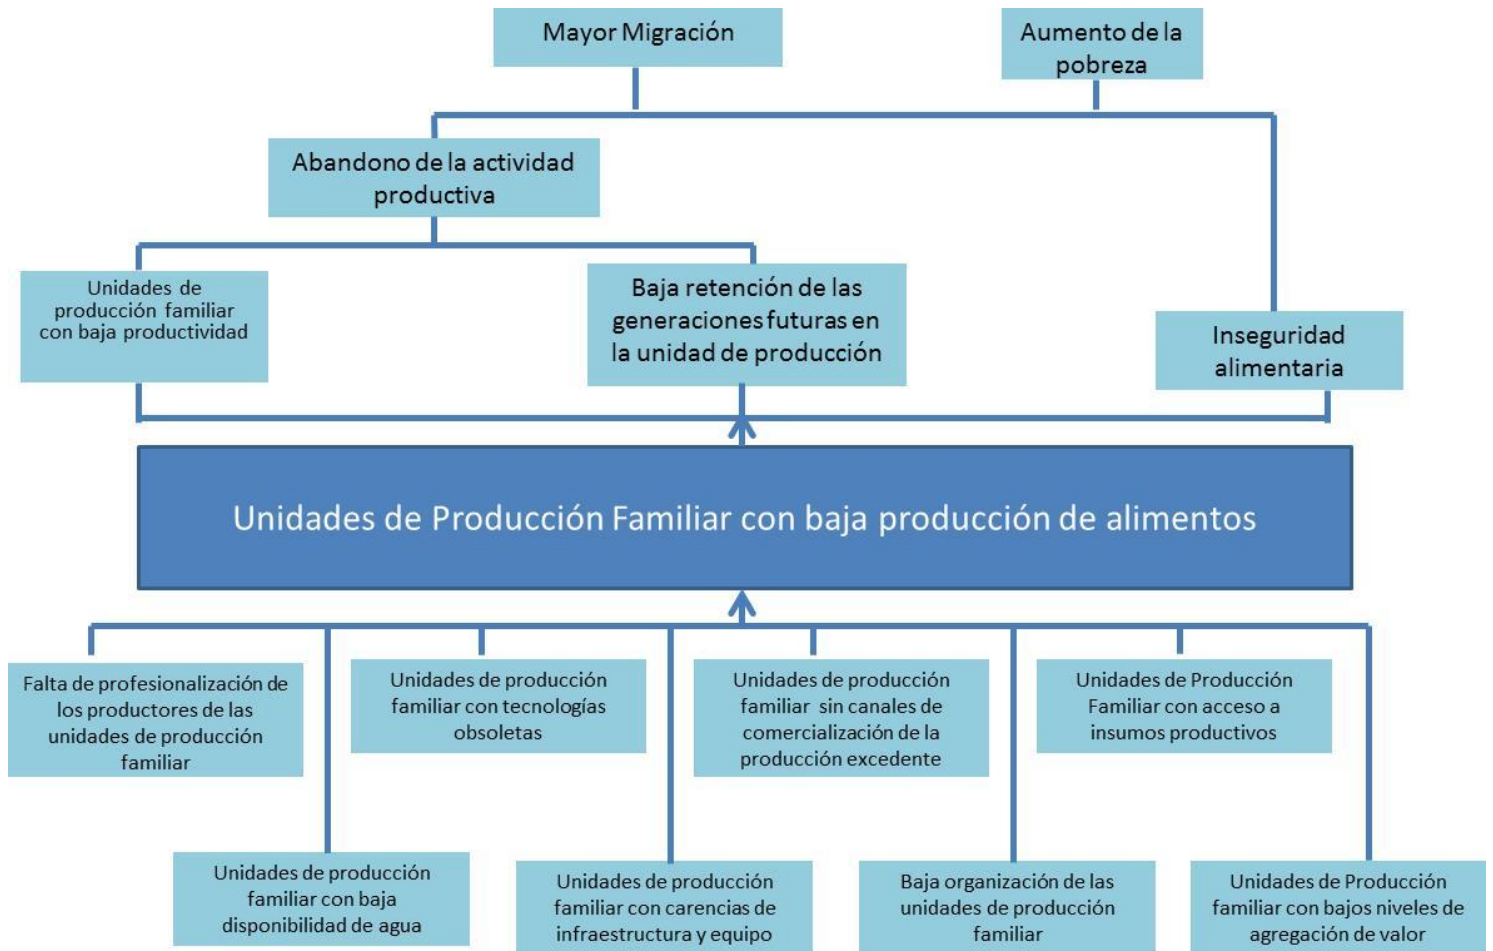 Mayor Migración
Aumento de la
pobreza
Abandono de la actividad
productiva
Unidades de
producción familiar
con baja productividad
Baja retención de las
generaciones futuras en
la unidad de producción
Inseguridad
alimentaria
Unidades de Producción Familiar con baja producción de alimentos
Falta de profesionalización de
los productores de las
unidades de producción
familiar
Unidades de producción
familiar con tecnologías
obsoletas
Unidades de producción
familiar sin canales de
comercialización de la
producción excedente
Unidades de Producción
Familiar con acceso a
insumos productivos
Unidades de producción
familiar con baja
disponibilidad de agua
Unidades de producción
familiar con carencias de
infraestructura y equipo
Baja organización de las
unidades de producción
familiar
Unidades de Producción
familiar con bajos niveles de
agregación de valor